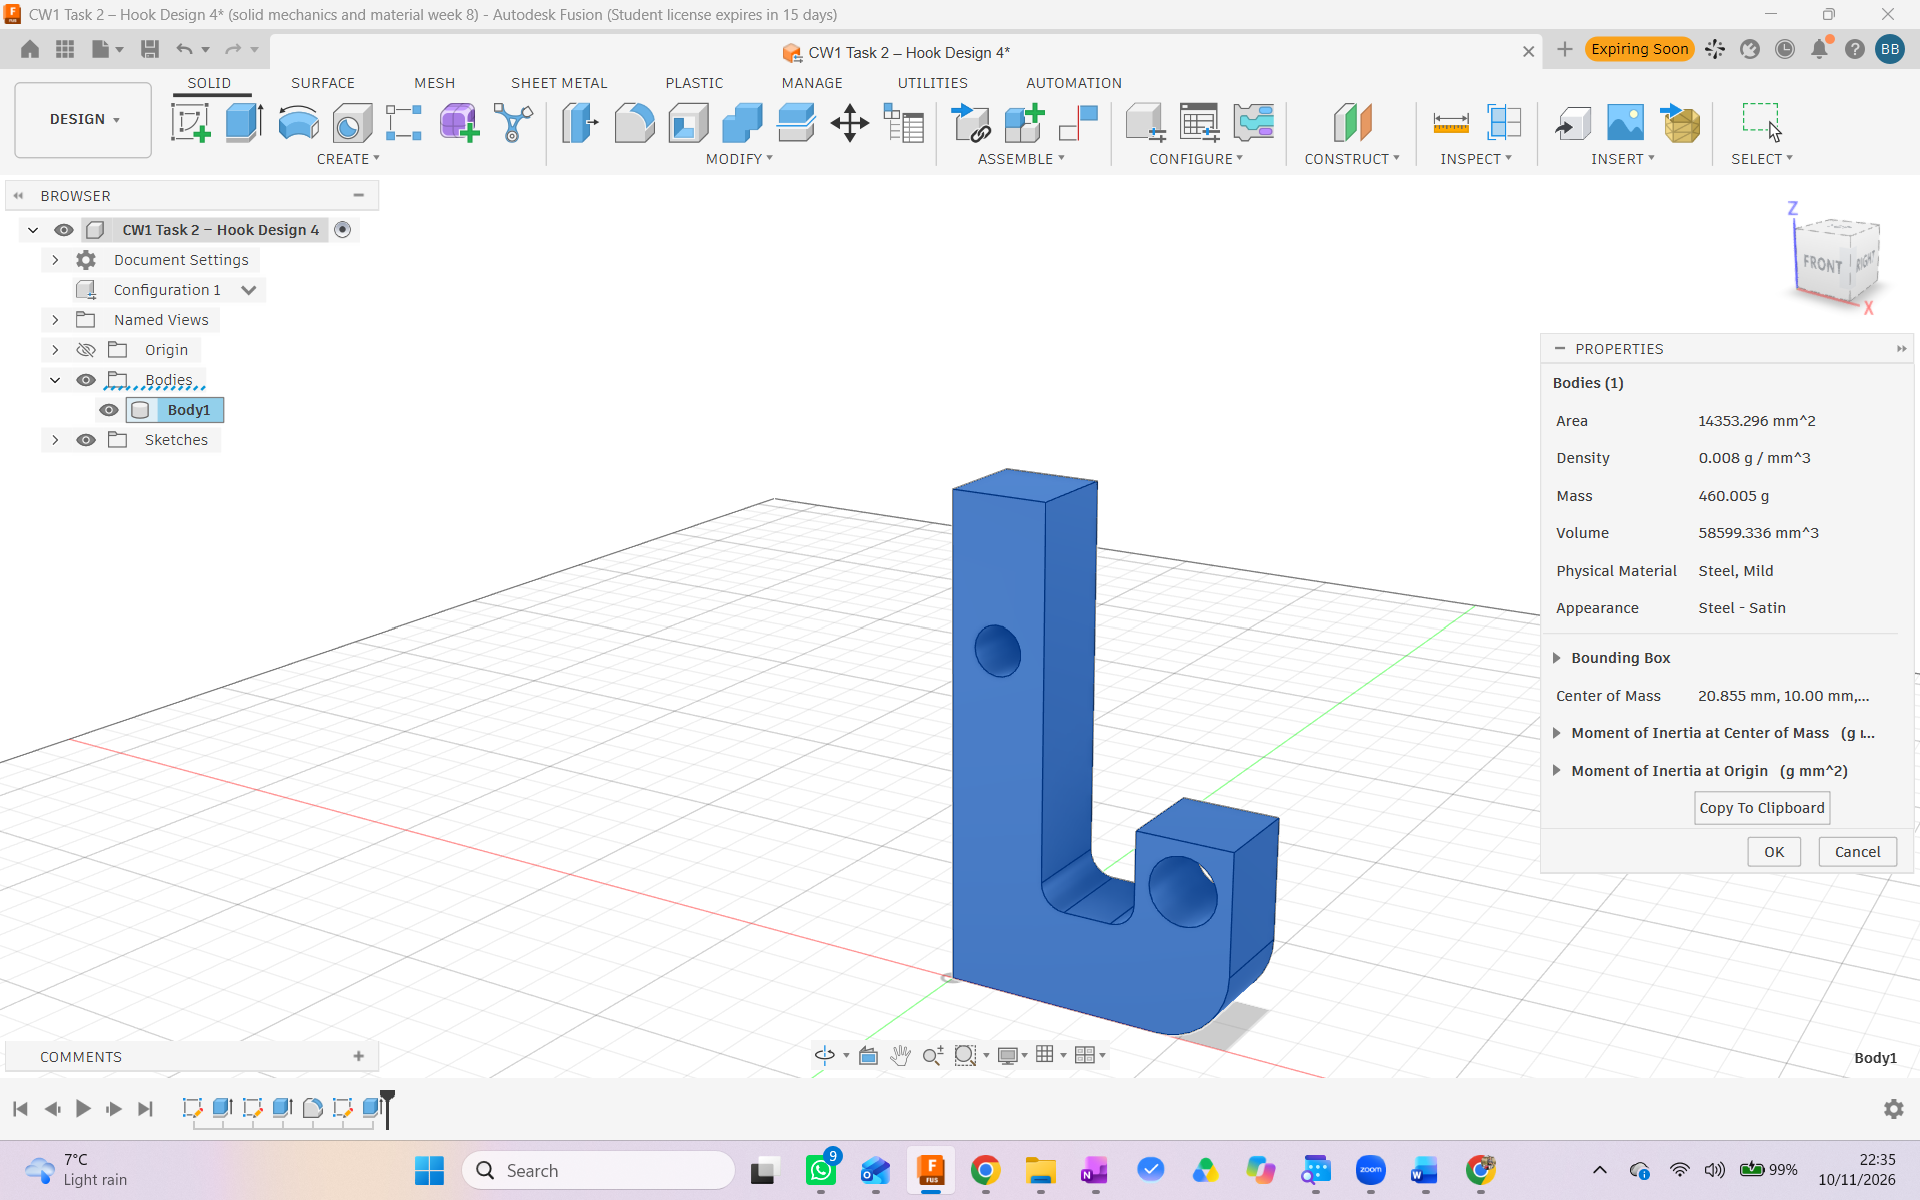 CW1 Task 2 – Hook Design 4* (solid mechanics and material week 8) - Autodesk Fusion (Student license expires in 15 days)
CW1 Task 2 – Hook Design 4*
Expiring Soon
BB
DESIGN
SOLID
SURFACE
MESH
SHEET METAL
PLASTIC
MANAGE
UTILITIES
AUTOMATION
CREATE
MODIFY
ASSEMBLE
CONFIGURE
CONSTRUCT
INSPECT
INSERT
SELECT
BROWSER
CW1 Task 2 – Hook Design 4
Document Settings
Configuration 1
Named Views
Origin
Bodies
Body1
Sketches
Z
FRONT
RIGHT
X
PROPERTIES
Bodies (1)
Area 14353.296 mm^2
Density 0.008 g / mm^3
Mass 460.005 g
Volume 58599.336 mm^3
Physical Material Steel, Mild
Appearance Steel - Satin
Bounding Box
Center of Mass 20.855 mm, 10.00 mm,...
Moment of Inertia at Center of Mass (g ...
Moment of Inertia at Origin (g mm^2)
Copy To Clipboard
OK
Cancel
COMMENTS
Body1
7°C
Light rain
Search
9
FUS
zoom
99%
22:35
10/11/2026